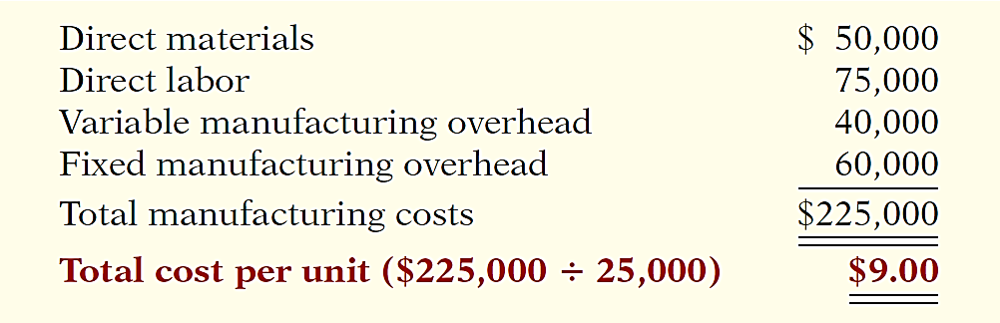 Direct materials $ 50,000
Direct labor 75,000
Variable manufacturing overhead 40,000
Fixed manufacturing overhead 60,000
Total manufacturing costs $225,000
Total cost per unit ($225,000 ÷ 25,000) $9.00